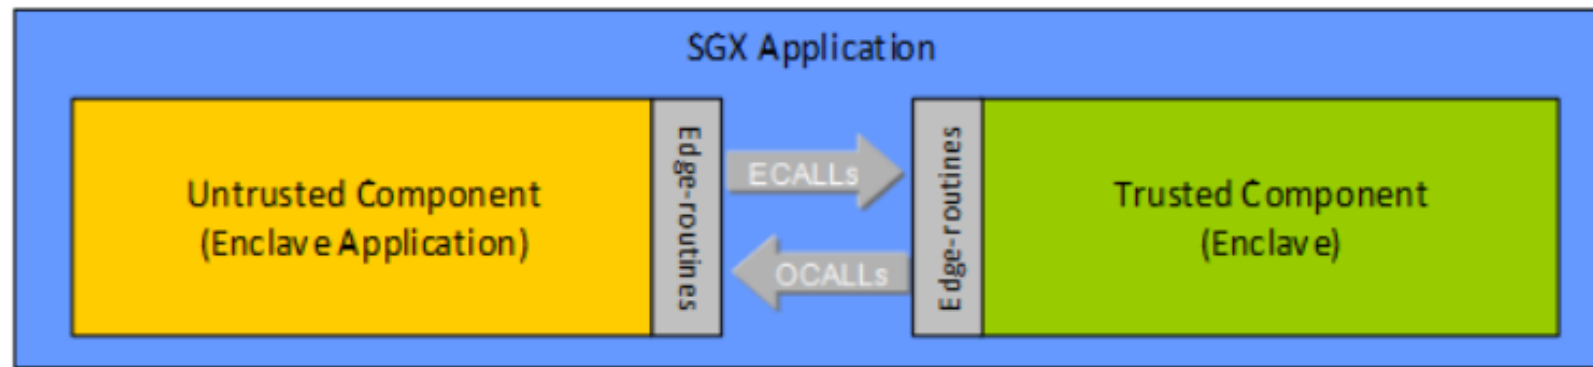 SGX Application
Untrusted Component
(Enclave Application)
Edge-routines
ECALLs
OCALLs
Edge-routines
Trusted Component
(Enclave)